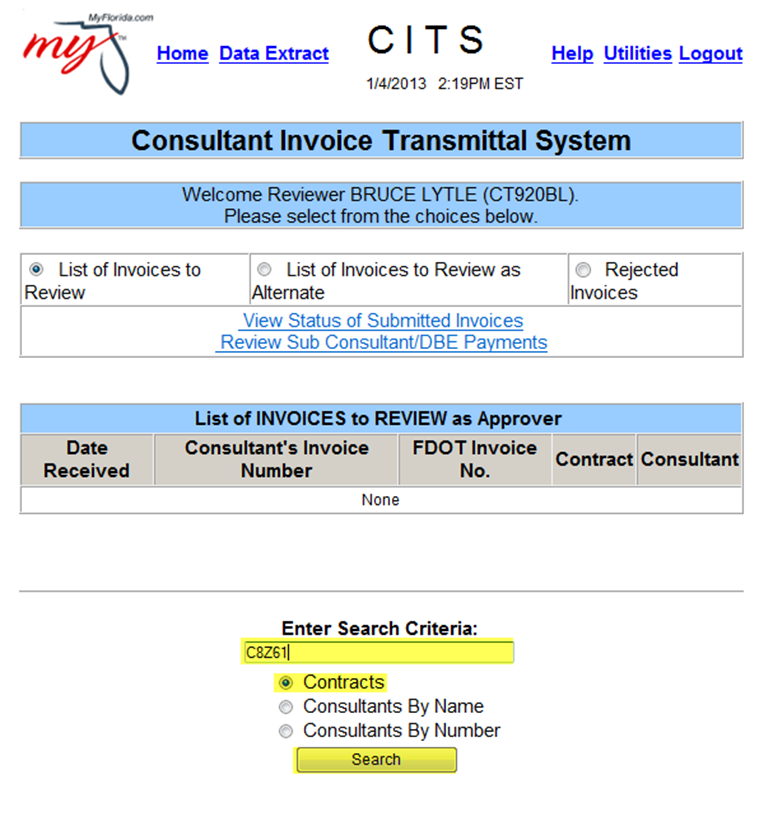 MyFlorida.com
my
TM
Home Data Extract
CITS
Help Utilities Logout
1/4/2013 2:19PM EST
Consultant Invoice Transmittal System
Welcome Reviewer BRUCE LYTLE (CT920BL).
Please select from the choices below.
List of Invoices to Review
List of Invoices to Review as Alternate
Rejected Invoices
View Status of Submitted Invoices
Review Sub Consultant/DBE Payments
List of INVOICES to REVIEW as Approver
Date Received
Consultant's Invoice Number
FDOT Invoice No.
Contract
Consultant
None
Enter Search Criteria:
C8Z61
Contracts
Consultants By Name
Consultants By Number
Search